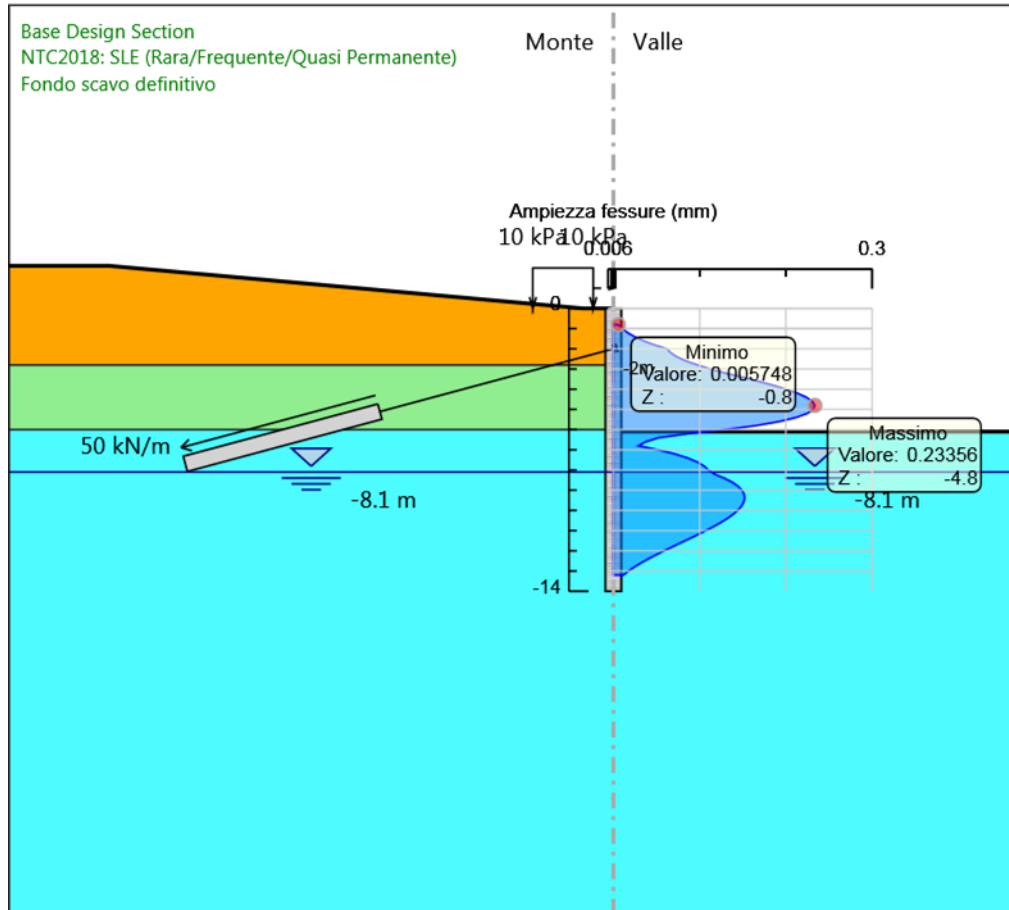 Base Design Section
NTC2018: SLE (Rara/Frequente/Quasi Permanente)
Fondo scavo definitivo
Monte
Valle
Ampiezza fessure (mm)
10 kPa
10 kPa
0.006
0.3
0
Minimo
-2m
Valore: 0.005748
Z : -0.8
Massimo
Valore: 0.23356
Z : -4.8
50 kN/m
-8.1 m
-8.1 m
-14